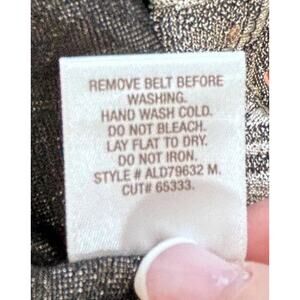 REMOVE BELT BEFORE
WASHING.
HAND WASH COLD.
DO NOT BLEACH.
LAY FLAT TO DRY.
DO NOT IRON.
STYLE # ALD79632 M.
CUT# 65333.